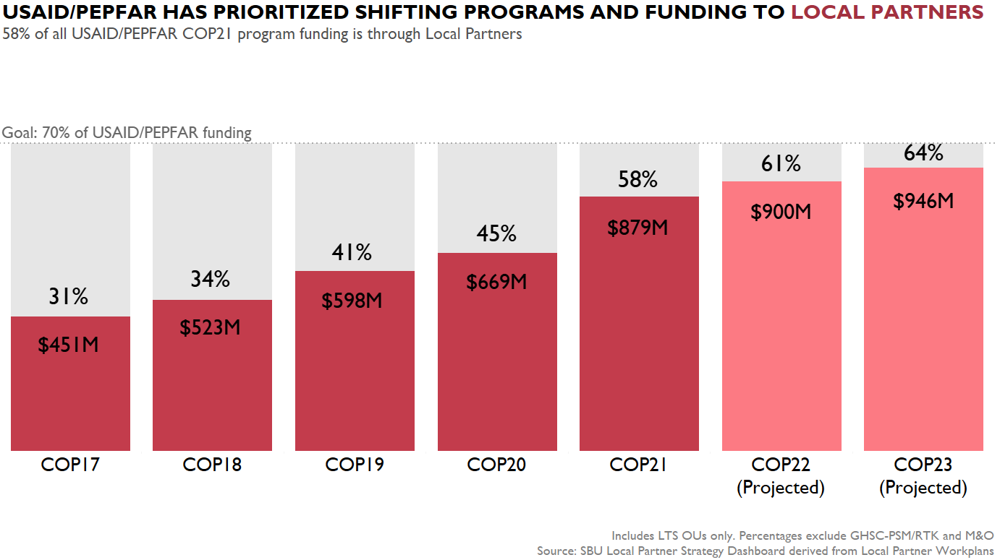 USAID/PEPFAR HAS PRIORITIZED SHIFTING PROGRAMS AND FUNDING TO LOCAL PARTNERS
58% of all USAID/PEPFAR COP21 program funding is through Local Partners
Goal: 70% of USAID/PEPFAR funding
31%
$451M
COP17
34%
$523M
COP18
41%
$598M
COP19
45%
$669M
COP20
58%
$879M
COP21
61%
$900M
COP22
(Projected)
64%
$946M
COP23
(Projected)
Includes LTS OUs only. Percentages exclude GHSC-PSM/RTK and M&O
Source: SBU Local Partner Strategy Dashboard derived from Local Partner Workplans